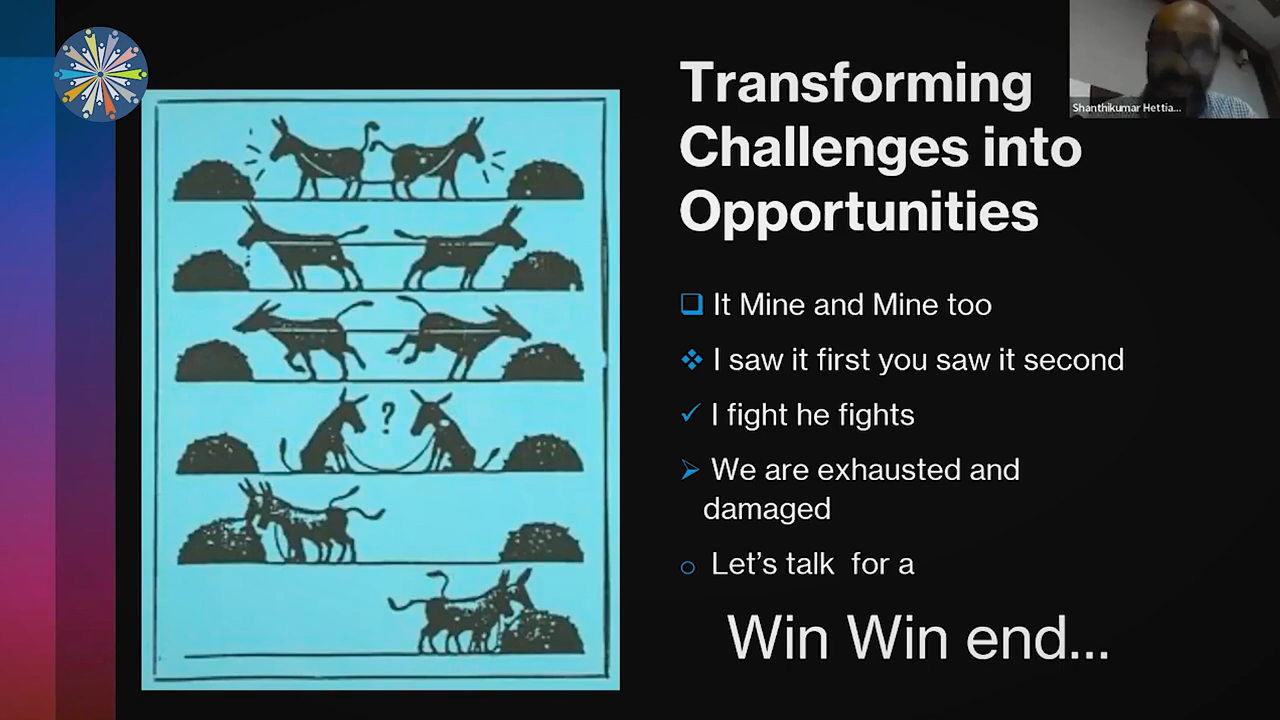 Transforming
Challenges into
Opportunities
Shanthikumar Hettia...
It Mine and Mine too
I saw it first you saw it second
I fight he fights
We are exhausted and
damaged
Let's talk for a
Win Win end...
?